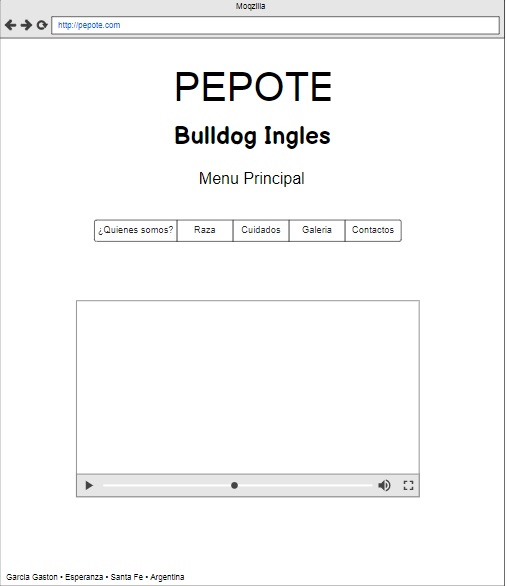 Moqzilla
http://pepote.com
PEPOTE
Bulldog Ingles
Menu Principal
¿Quienes somos? Raza Cuidados Galeria Contactos
Garcia Gaston • Esperanza • Santa Fe • Argentina